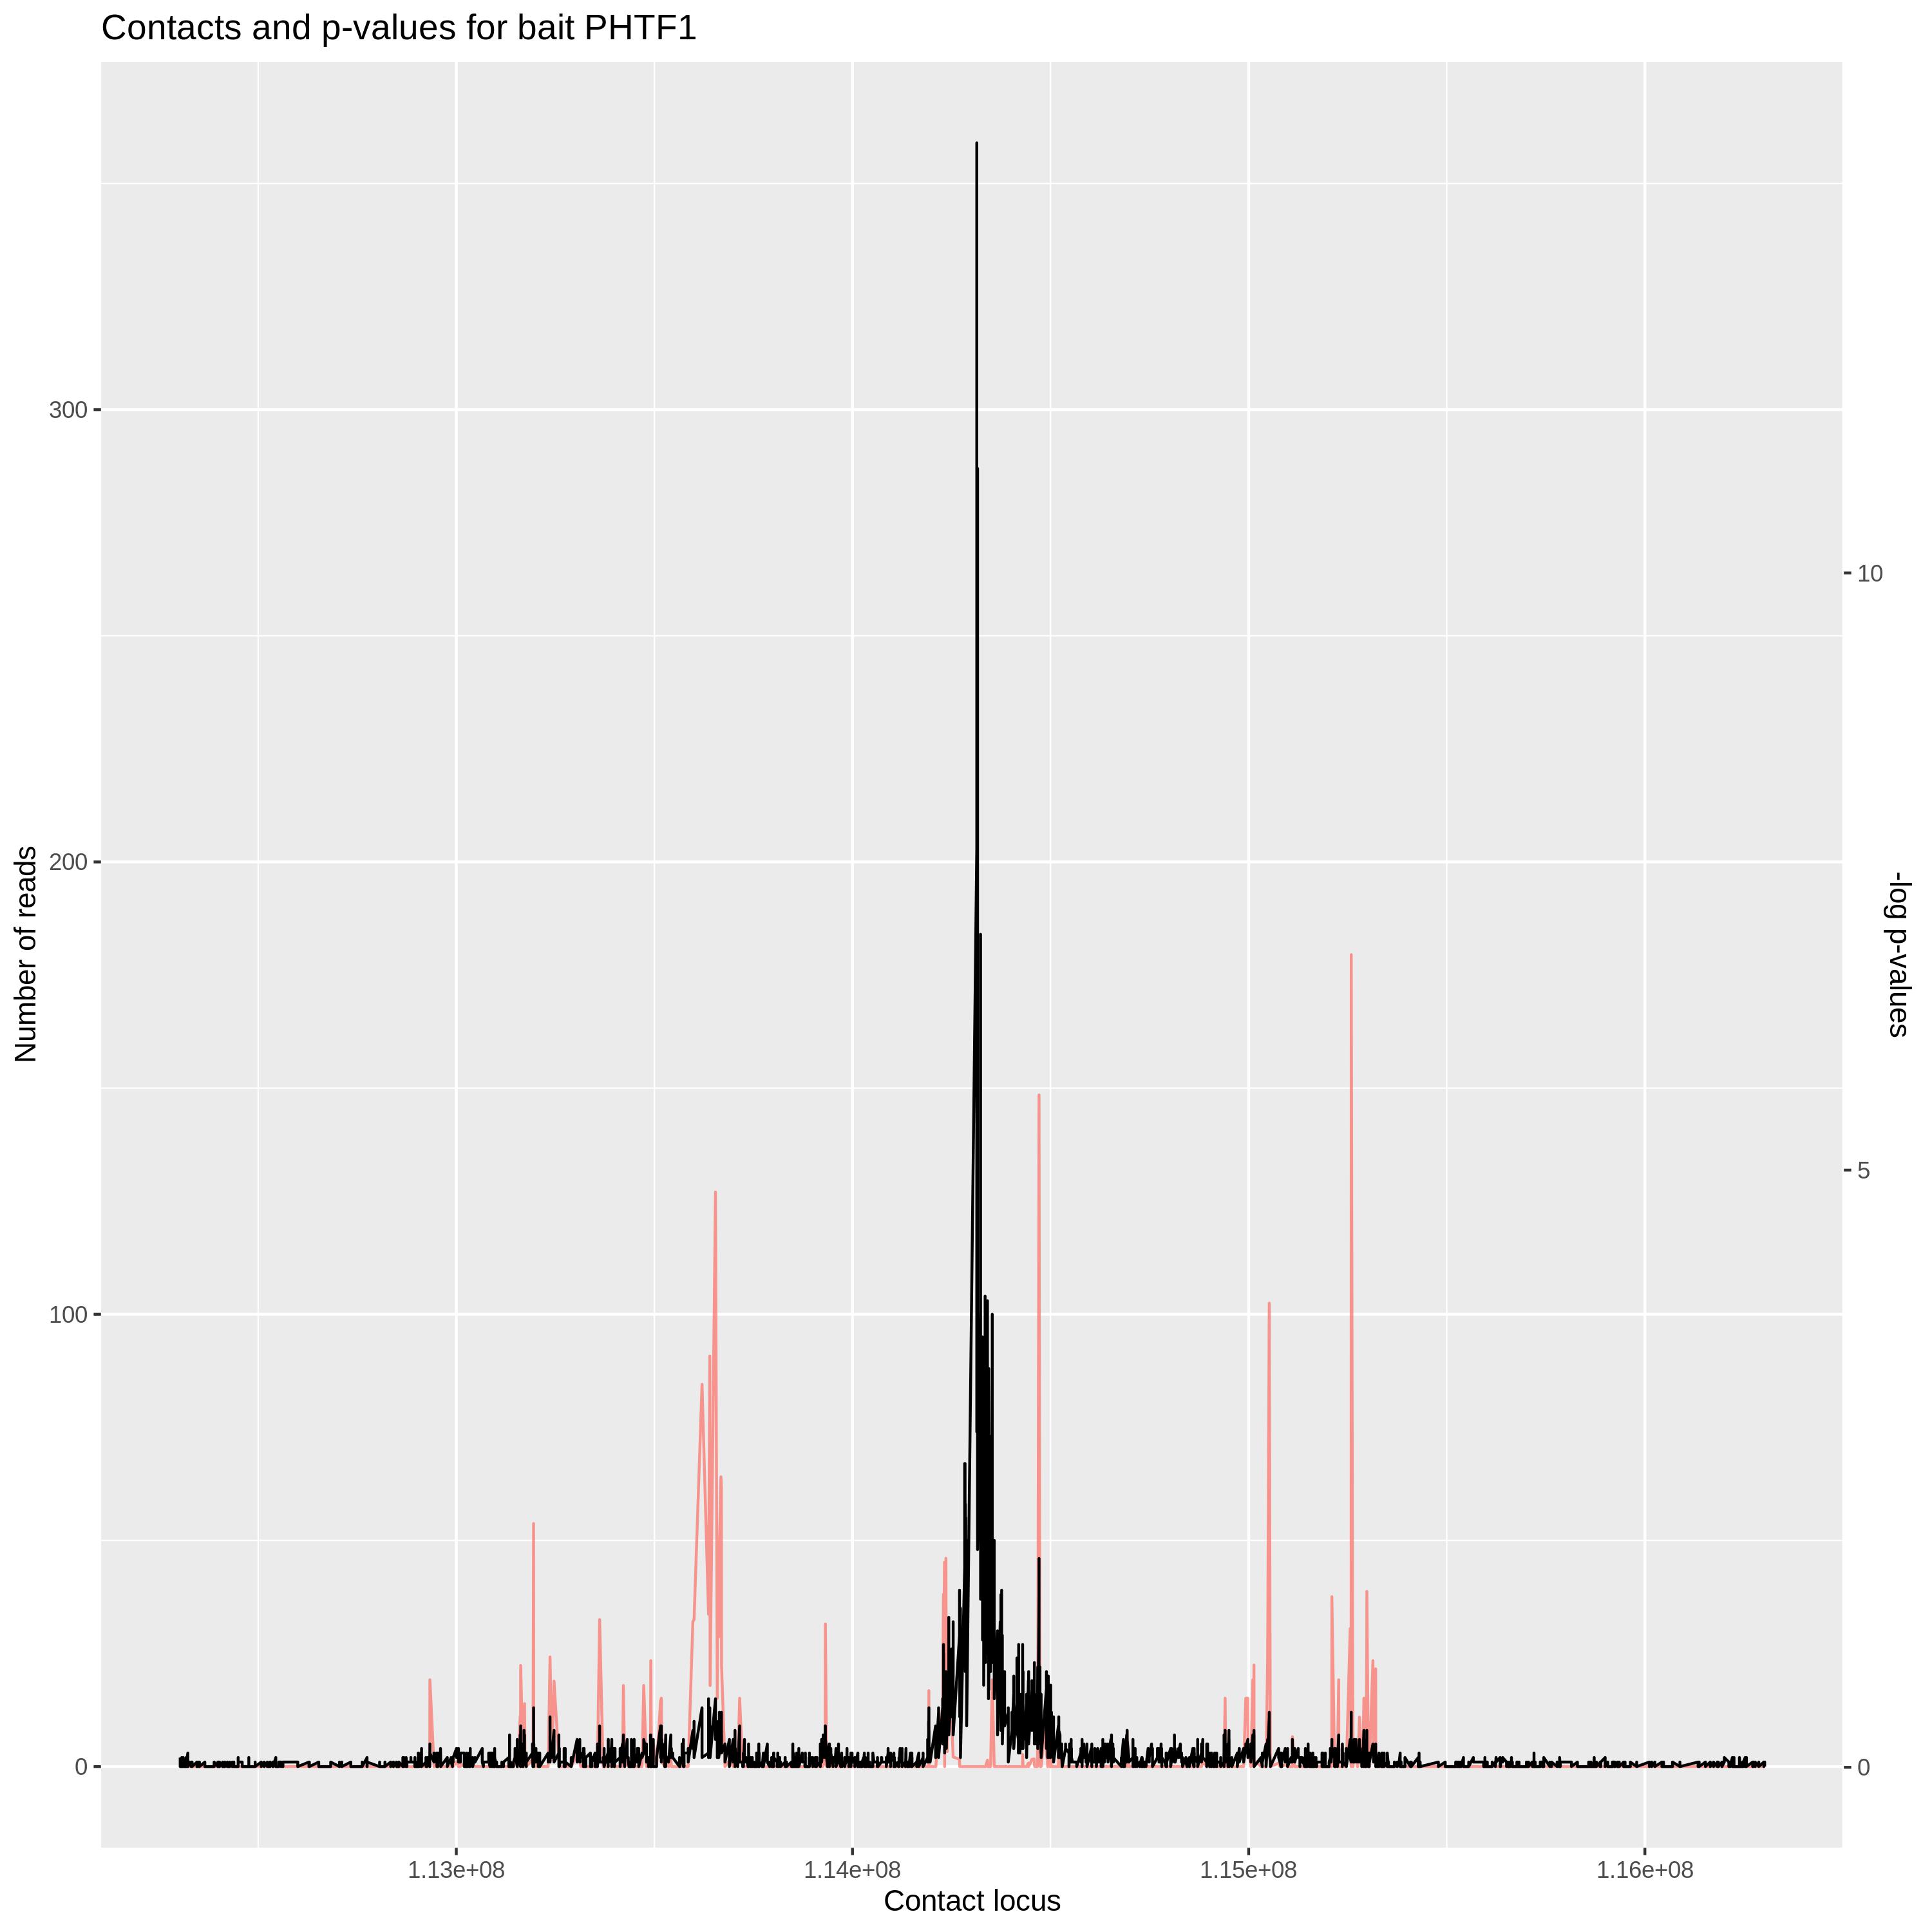 Contacts and p-values for bait PHTF1
Number of reads
300
200
100
0
10
5
0
-log p-values
1.13e+08
1.14e+08
1.15e+08
1.16e+08
Contact locus